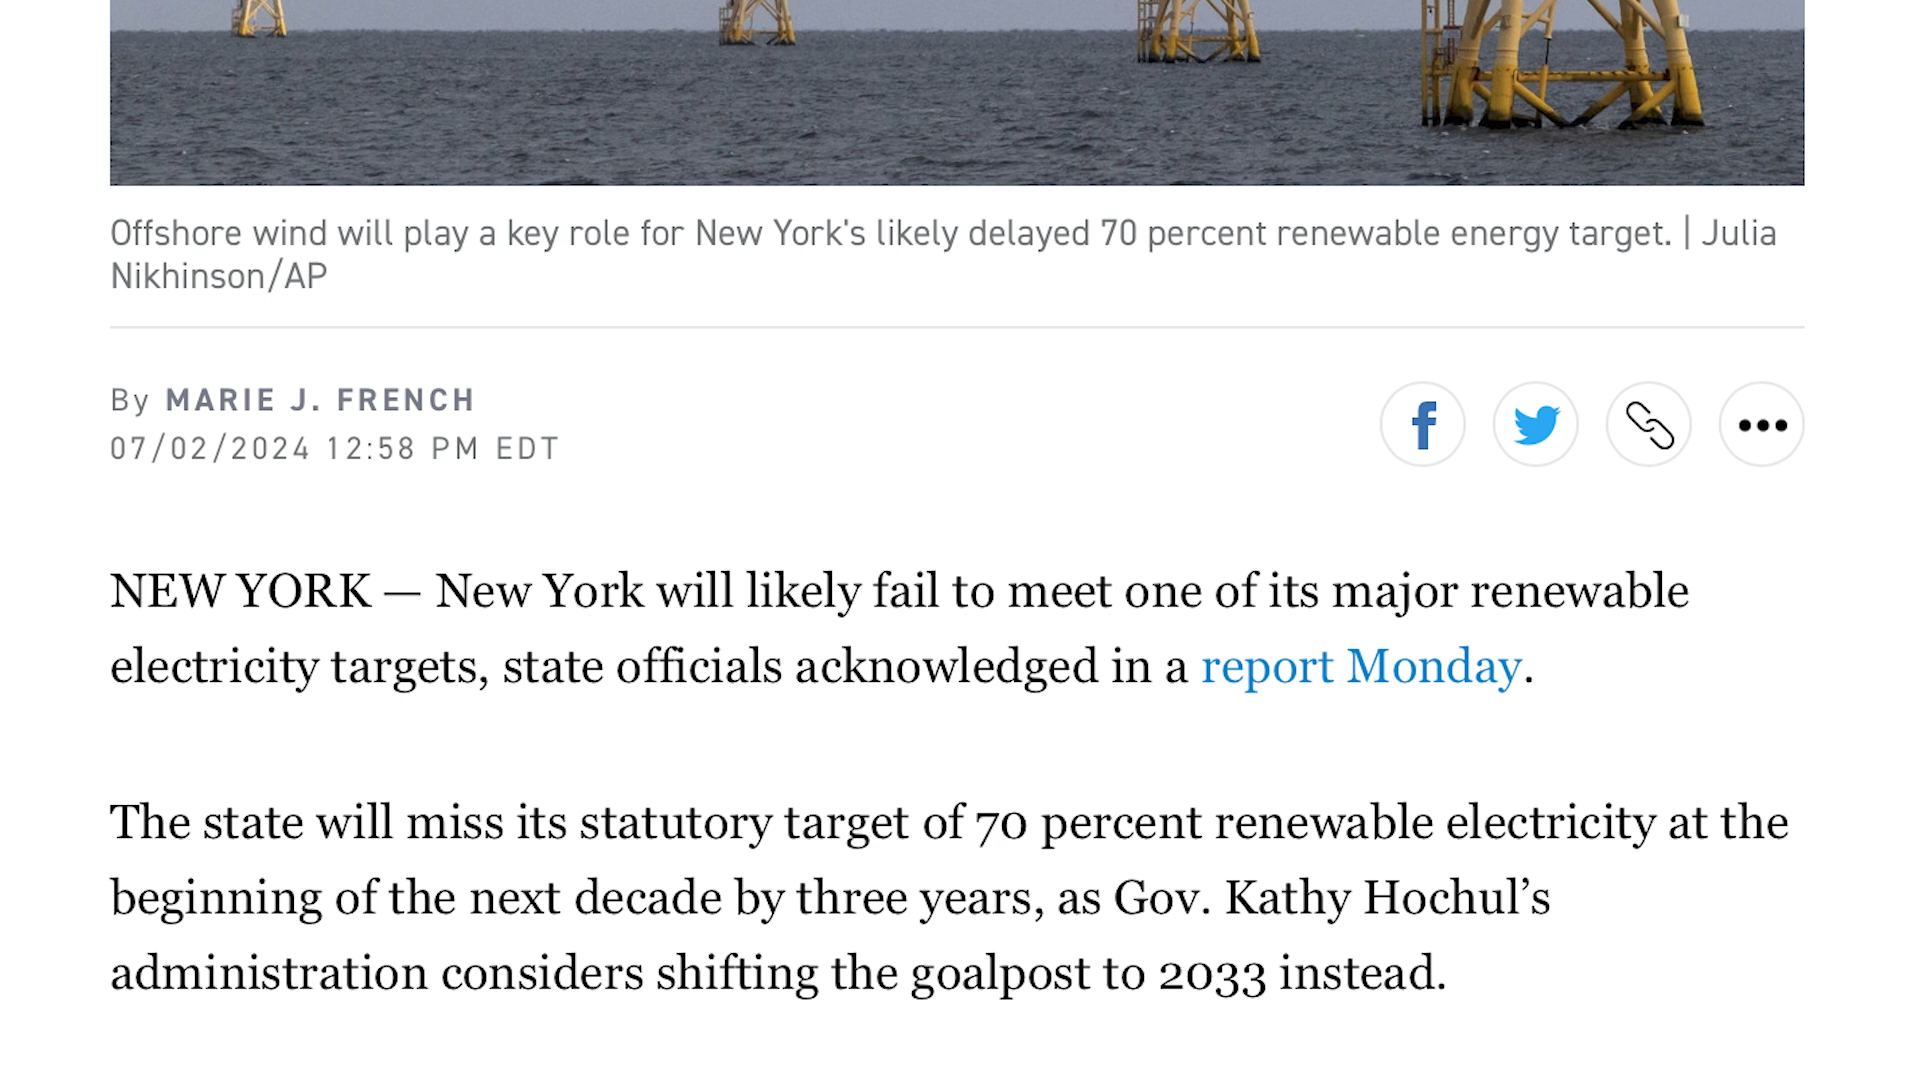 Offshore wind will play a key role for New York's likely delayed 70 percent renewable energy target. | Julia
Nikhinson/AP
By MARIE J. FRENCH
07/02/2024 12:58 PM EDT
NEW YORK — New York will likely fail to meet one of its major renewable
electricity targets, state officials acknowledged in a report Monday.
The state will miss its statutory target of 70 percent renewable electricity at the
beginning of the next decade by three years, as Gov. Kathy Hochul’s
administration considers shifting the goalpost to 2033 instead.